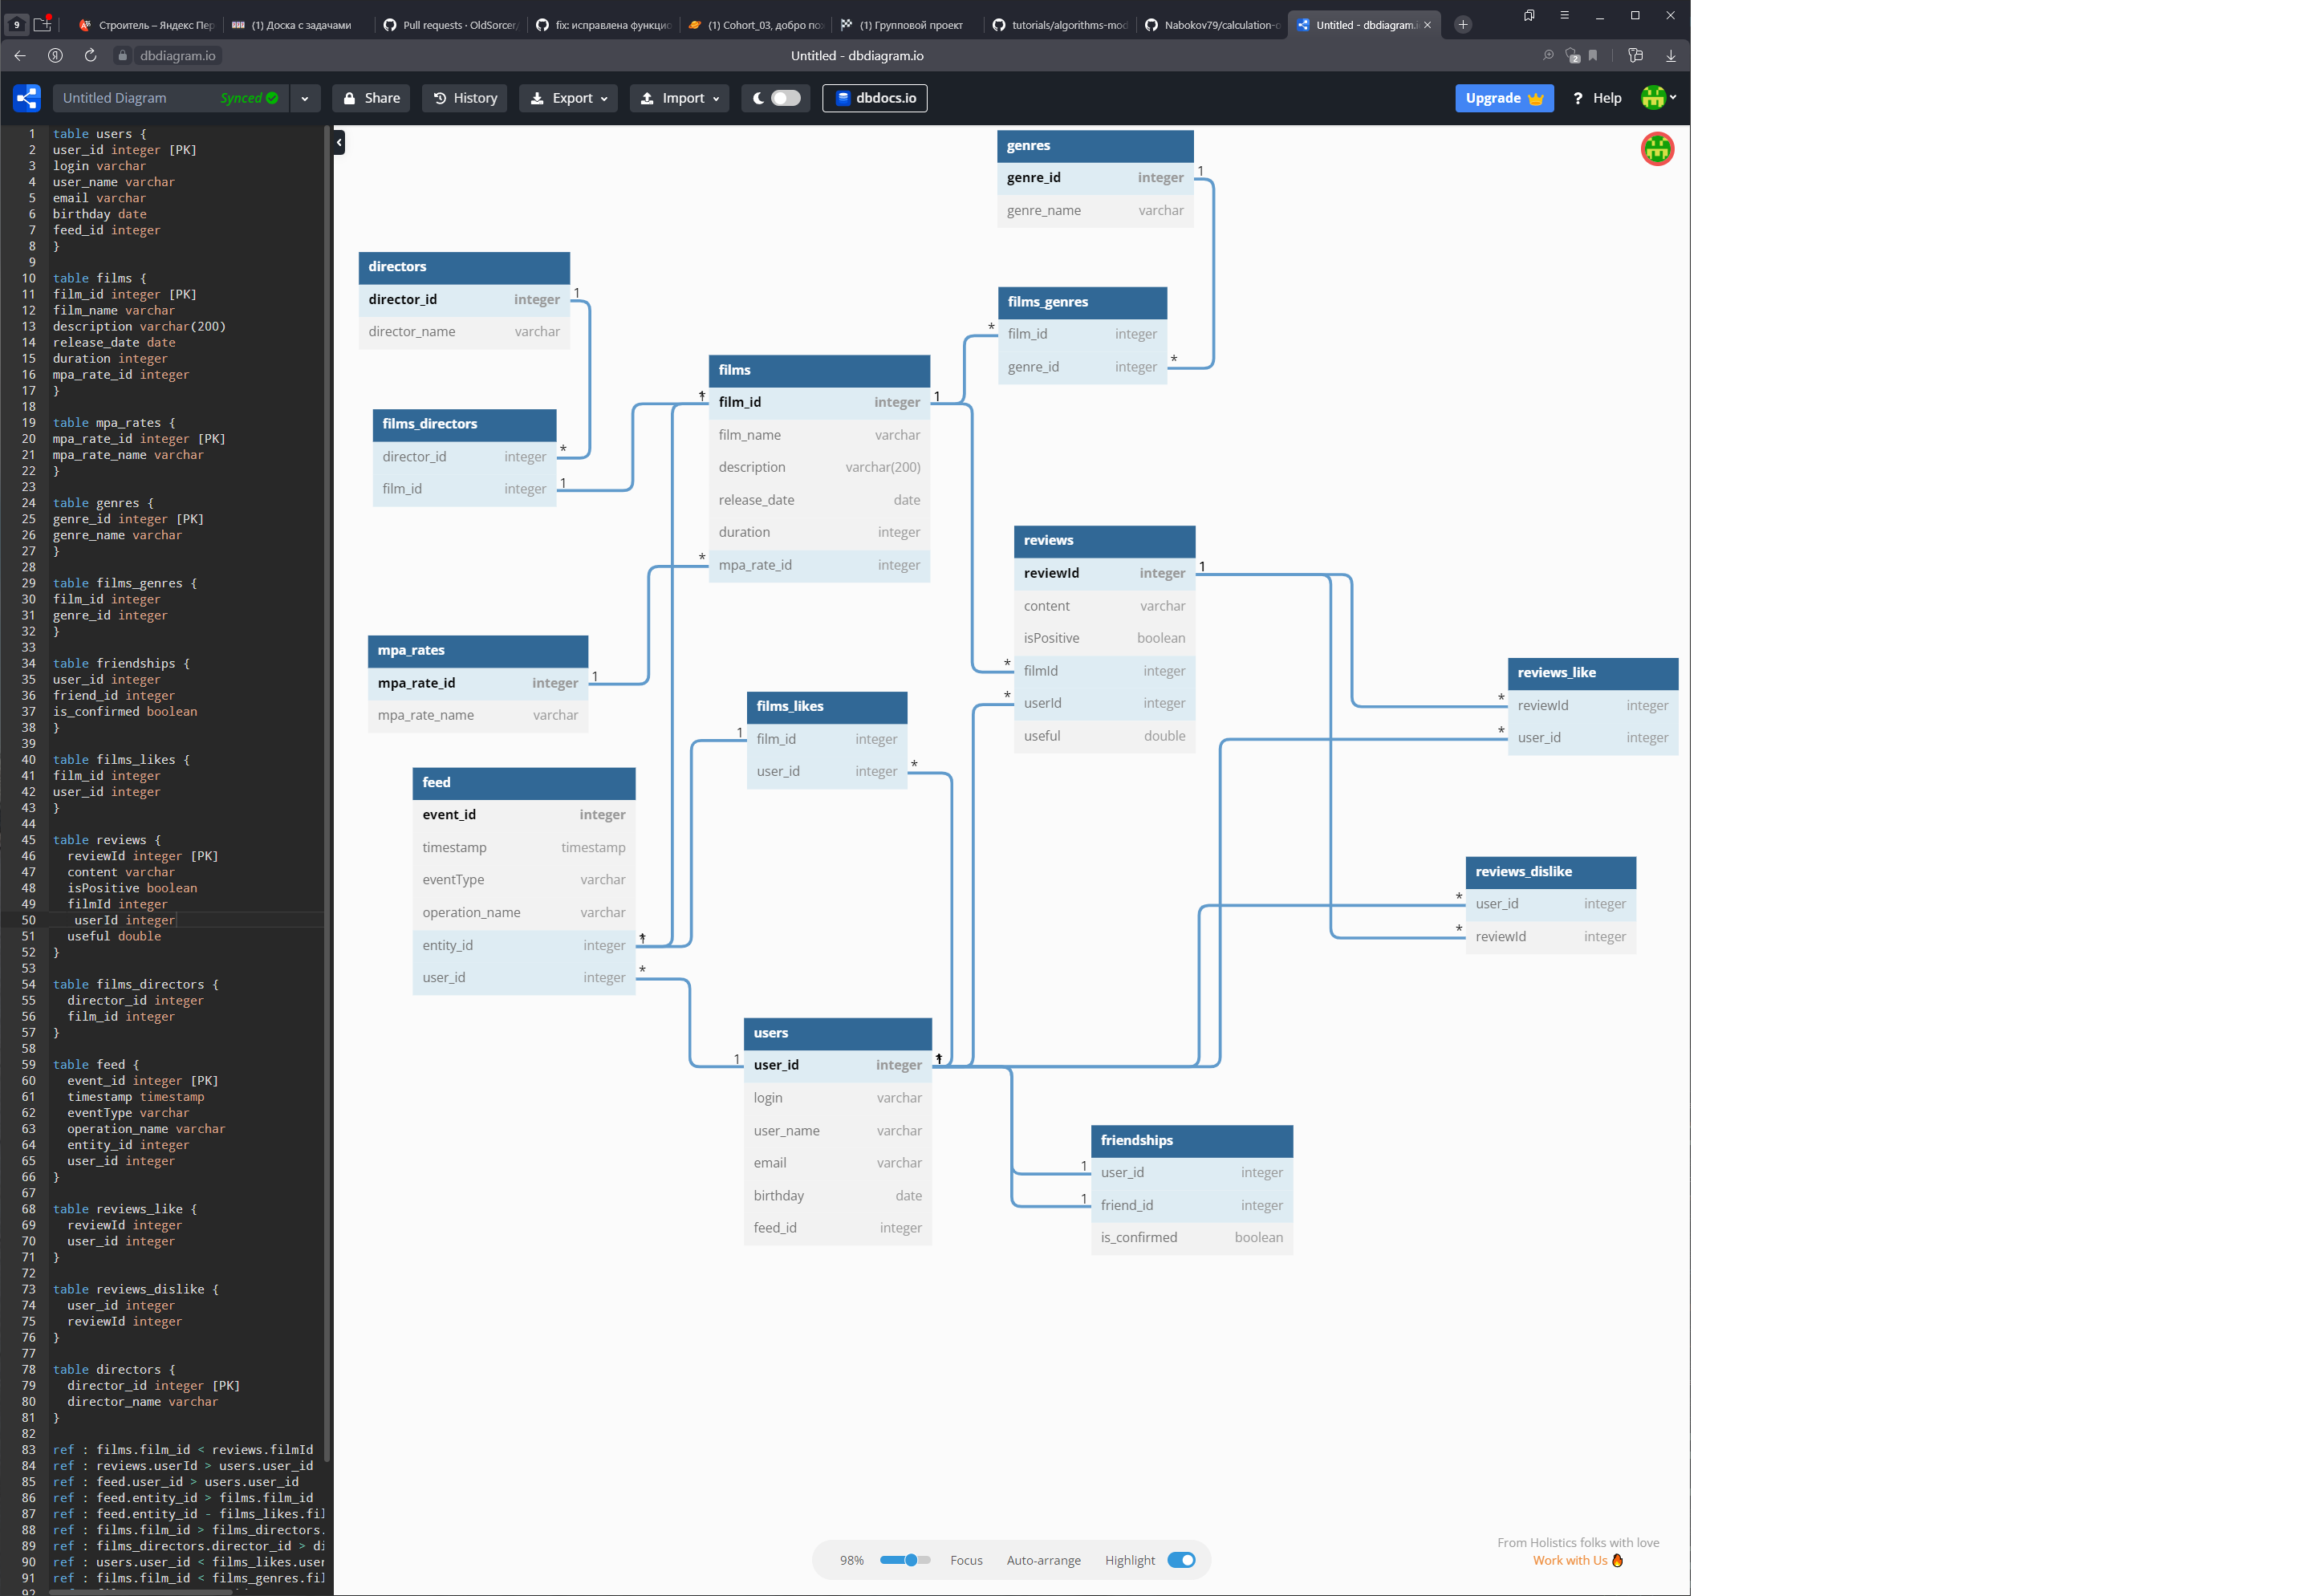 9
Строитель – Яндекс Пер
(1) Доска с задачами
Pull requests · OldSorcer
fix: исправлена функцио
(1) Cohort_03, добро по
(1) Групповой проект
tutorials/algorithms-mod
Nabokov79/calculation-o
Untitled - dbdiagram.i
dbdiagram.io
Untitled - dbdiagram.io
2
Untitled Diagram
Synced
Share
History
Export
Import
dbdocs.io
Upgrade
? Help
1 table users {
2 user_id integer [PK]
3 login varchar
4 user_name varchar
5 email varchar
6 birthday date
7 feed_id integer
8 }
9
10 table films {
11 film_id integer [PK]
12 film_name varchar
13 description varchar(200)
14 release_date date
15 duration integer
16 mpa_rate_id integer
17 }
18
19 table mpa_rates {
20 mpa_rate_id integer [PK]
21 mpa_rate_name varchar
22 }
23
24 table genres {
25 genre_id integer [PK]
26 genre_name varchar
27 }
28
29 table films_genres {
30 film_id integer
31 genre_id integer
32 }
33
34 table friendships {
35 user_id integer
36 friend_id integer
37 is_confirmed boolean
38 }
39
40 table films_likes {
41 film_id integer
42 user_id integer
43 }
44
45 table reviews {
46 reviewId integer [PK]
47 content varchar
48 isPositive boolean
49 filmId integer
50 userId integer
51 useful double
52 }
53
54 table films_directors {
55 director_id integer
56 film_id integer
57 }
58
59 table feed {
60 event_id integer [PK]
61 timestamp timestamp
62 eventType varchar
63 operation_name varchar
64 entity_id integer
65 user_id integer
66 }
67
68 table reviews_like {
69 reviewId integer
70 user_id integer
71 }
72
73 table reviews_dislike {
74 user_id integer
75 reviewId integer
76 }
77
78 table directors {
79 director_id integer [PK]
80 director_name varchar
81 }
82
83 ref : films.film_id < reviews.filmId
84 ref : reviews.userId > users.user_id
85 ref : feed.user_id > users.user_id
86 ref : feed.entity_id > films.film_id
87 ref : feed.entity_id - films_likes.fil
88 ref : films.film_id > films_directors.
89 ref : films_directors.director_id > di
90 ref : users.user_id < films_likes.user
91 ref : films.film_id < films_genres.fil
92
genres
genre_id integer 1
genre_name varchar
directors
director_id integer 1
director_name varchar
films_genres
* film_id integer
genre_id integer *
films
film_id integer 1
film_name varchar
description varchar(200)
release_date date
duration integer
* mpa_rate_id integer
films_directors
director_id integer *
film_id integer 1
reviews
reviewId integer 1
content varchar
isPositive boolean
* filmId integer
* userId integer
useful double
mpa_rates
mpa_rate_id integer 1
mpa_rate_name varchar
reviews_like
* reviewId integer
* user_id integer
films_likes
1 film_id integer
user_id integer *
feed
event_id integer
timestamp timestamp
eventType varchar
operation_name varchar
entity_id integer
user_id integer *
reviews_dislike
* user_id integer
* reviewId integer
users
1 user_id integer
login varchar
user_name varchar
email varchar
birthday date
feed_id integer
friendships
1 user_id integer
1 friend_id integer
is_confirmed boolean
98%
Focus
Auto-arrange
Highlight
From Holistics folks with love
Work with Us